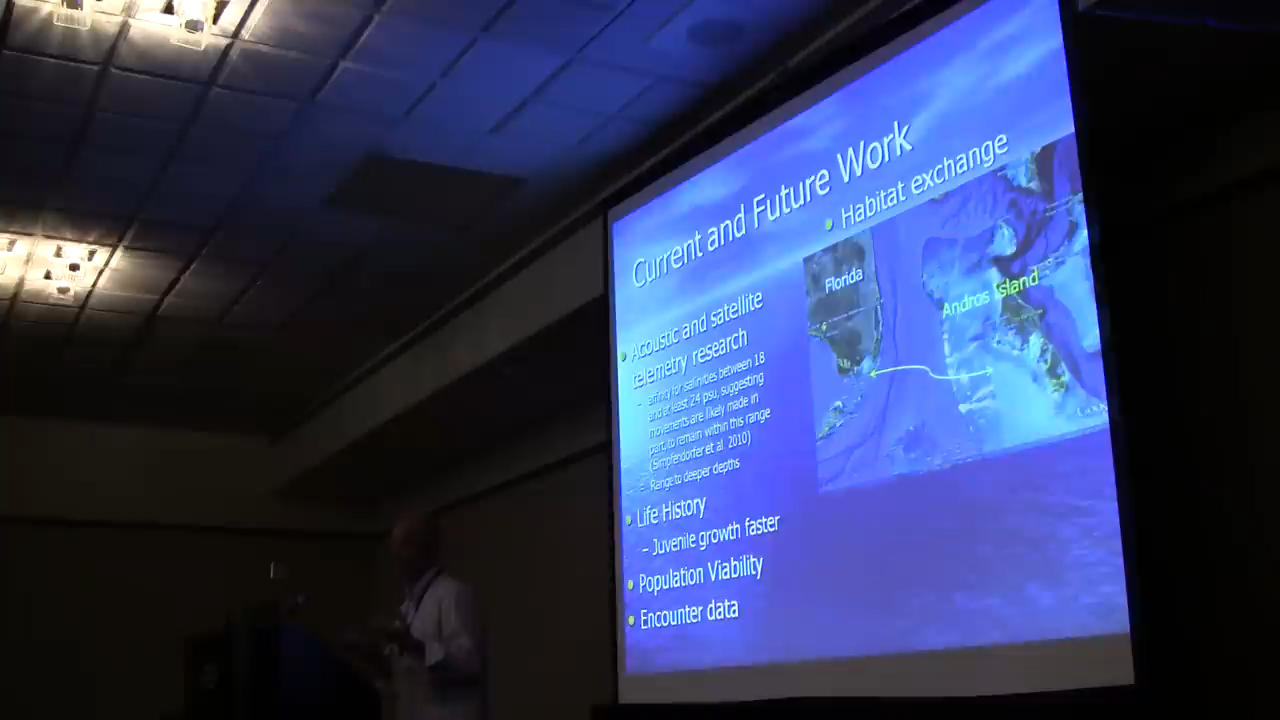 Current and Future Work
Acoustic and satellite
telemetry research
– affinity for salinities between 18
and at least 24 psu, suggesting
movements are likely made in
part, to remain within this range
(Simpfendorfer et al. 2010)
– Range to deeper depths
Life History
– Juvenile growth faster
Population Viability
Encounter data
Habitat exchange
Florida
Andros Island